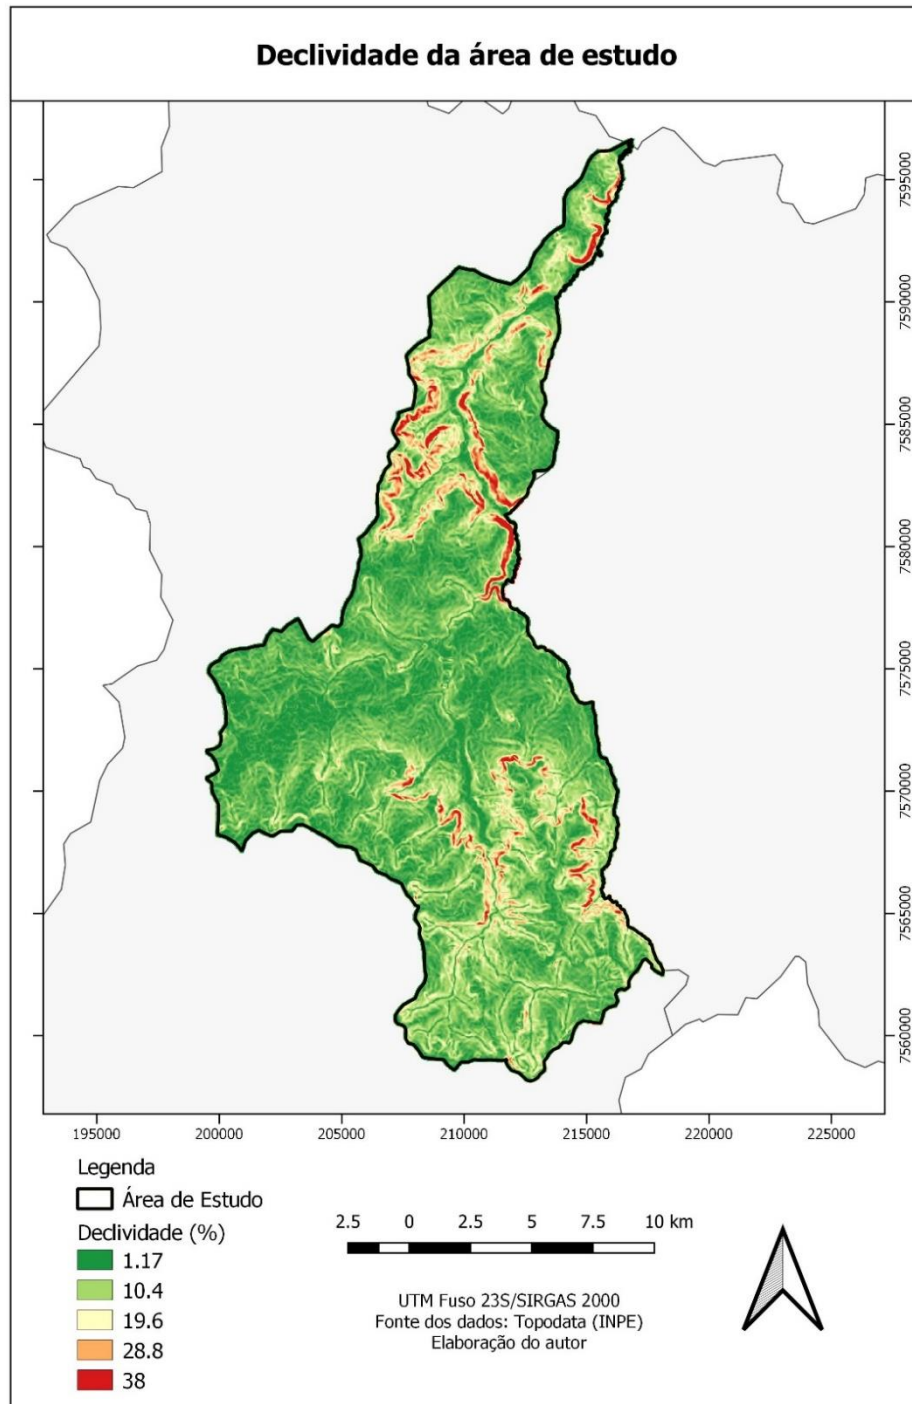 Declividade da área de estudo
7595000
7590000
7585000
7580000
7575000
7570000
7565000
7560000
195000 200000 205000 210000 215000 220000 225000
Legenda
Área de Estudo
Declividade (%)
1.17
10.4
19.6
28.8
38
2.5 0 2.5 5 7.5 10 km
UTM Fuso 23S/SIRGAS 2000
Fonte dos dados: Topodata (INPE)
Elaboração do autor